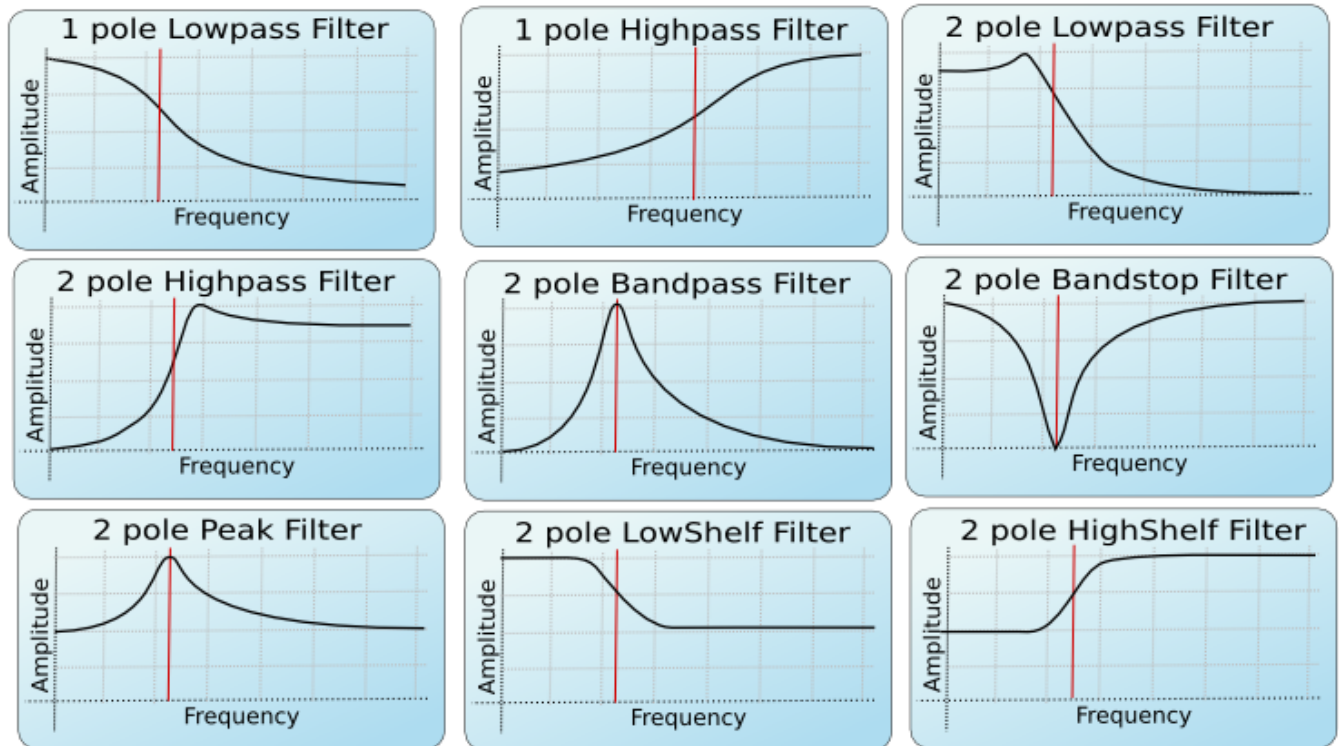 1 pole Lowpass Filter
Amplitude
Frequency
1 pole Highpass Filter
Amplitude
Frequency
2 pole Lowpass Filter
Amplitude
Frequency
2 pole Highpass Filter
Amplitude
Frequency
2 pole Bandpass Filter
Amplitude
Frequency
2 pole Bandstop Filter
Amplitude
Frequency
2 pole Peak Filter
Amplitude
Frequency
2 pole LowShelf Filter
Amplitude
Frequency
2 pole HighShelf Filter
Amplitude
Frequency